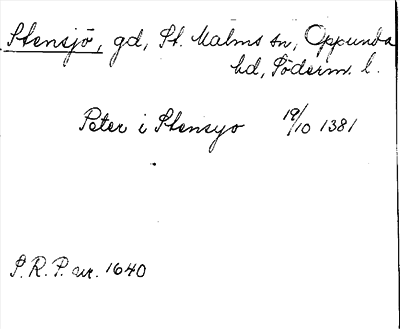 Stensjö, gd, St. Malms sn, Oppunda
hd, Söderm. l.
Peter i Stensyo 19/10 1381
S.R.P. nr. 1640